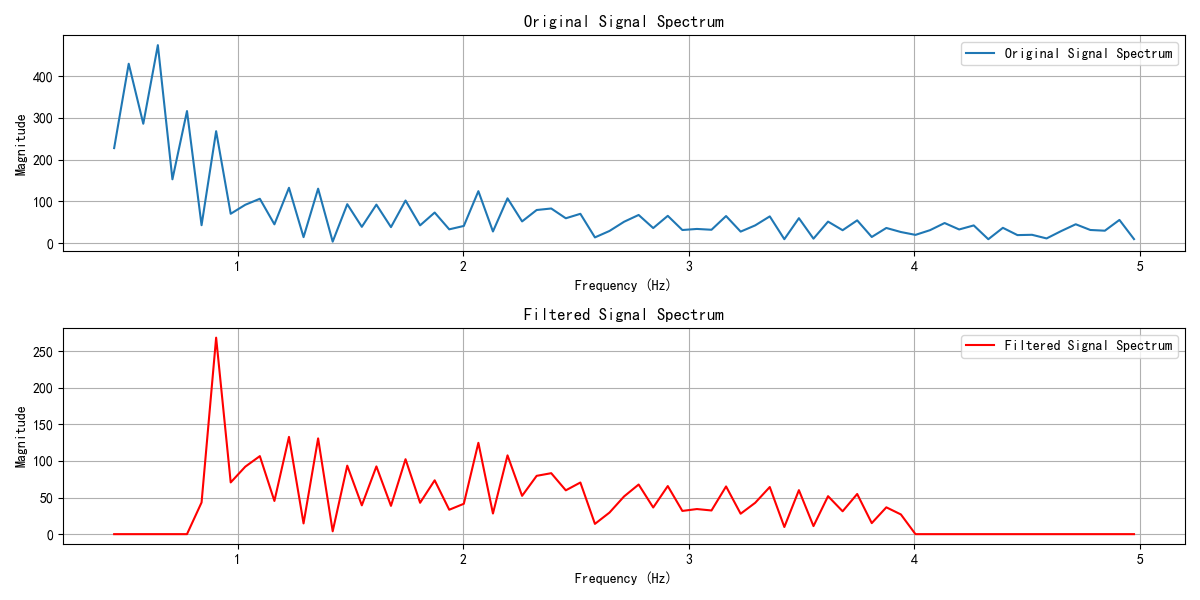 Original Signal Spectrum
Original Signal Spectrum
Magnitude
400
300
200
100
0
1
2
3
4
5
Frequency (Hz)
Filtered Signal Spectrum
Filtered Signal Spectrum
Magnitude
250
200
150
100
50
0
1
2
3
4
5
Frequency (Hz)